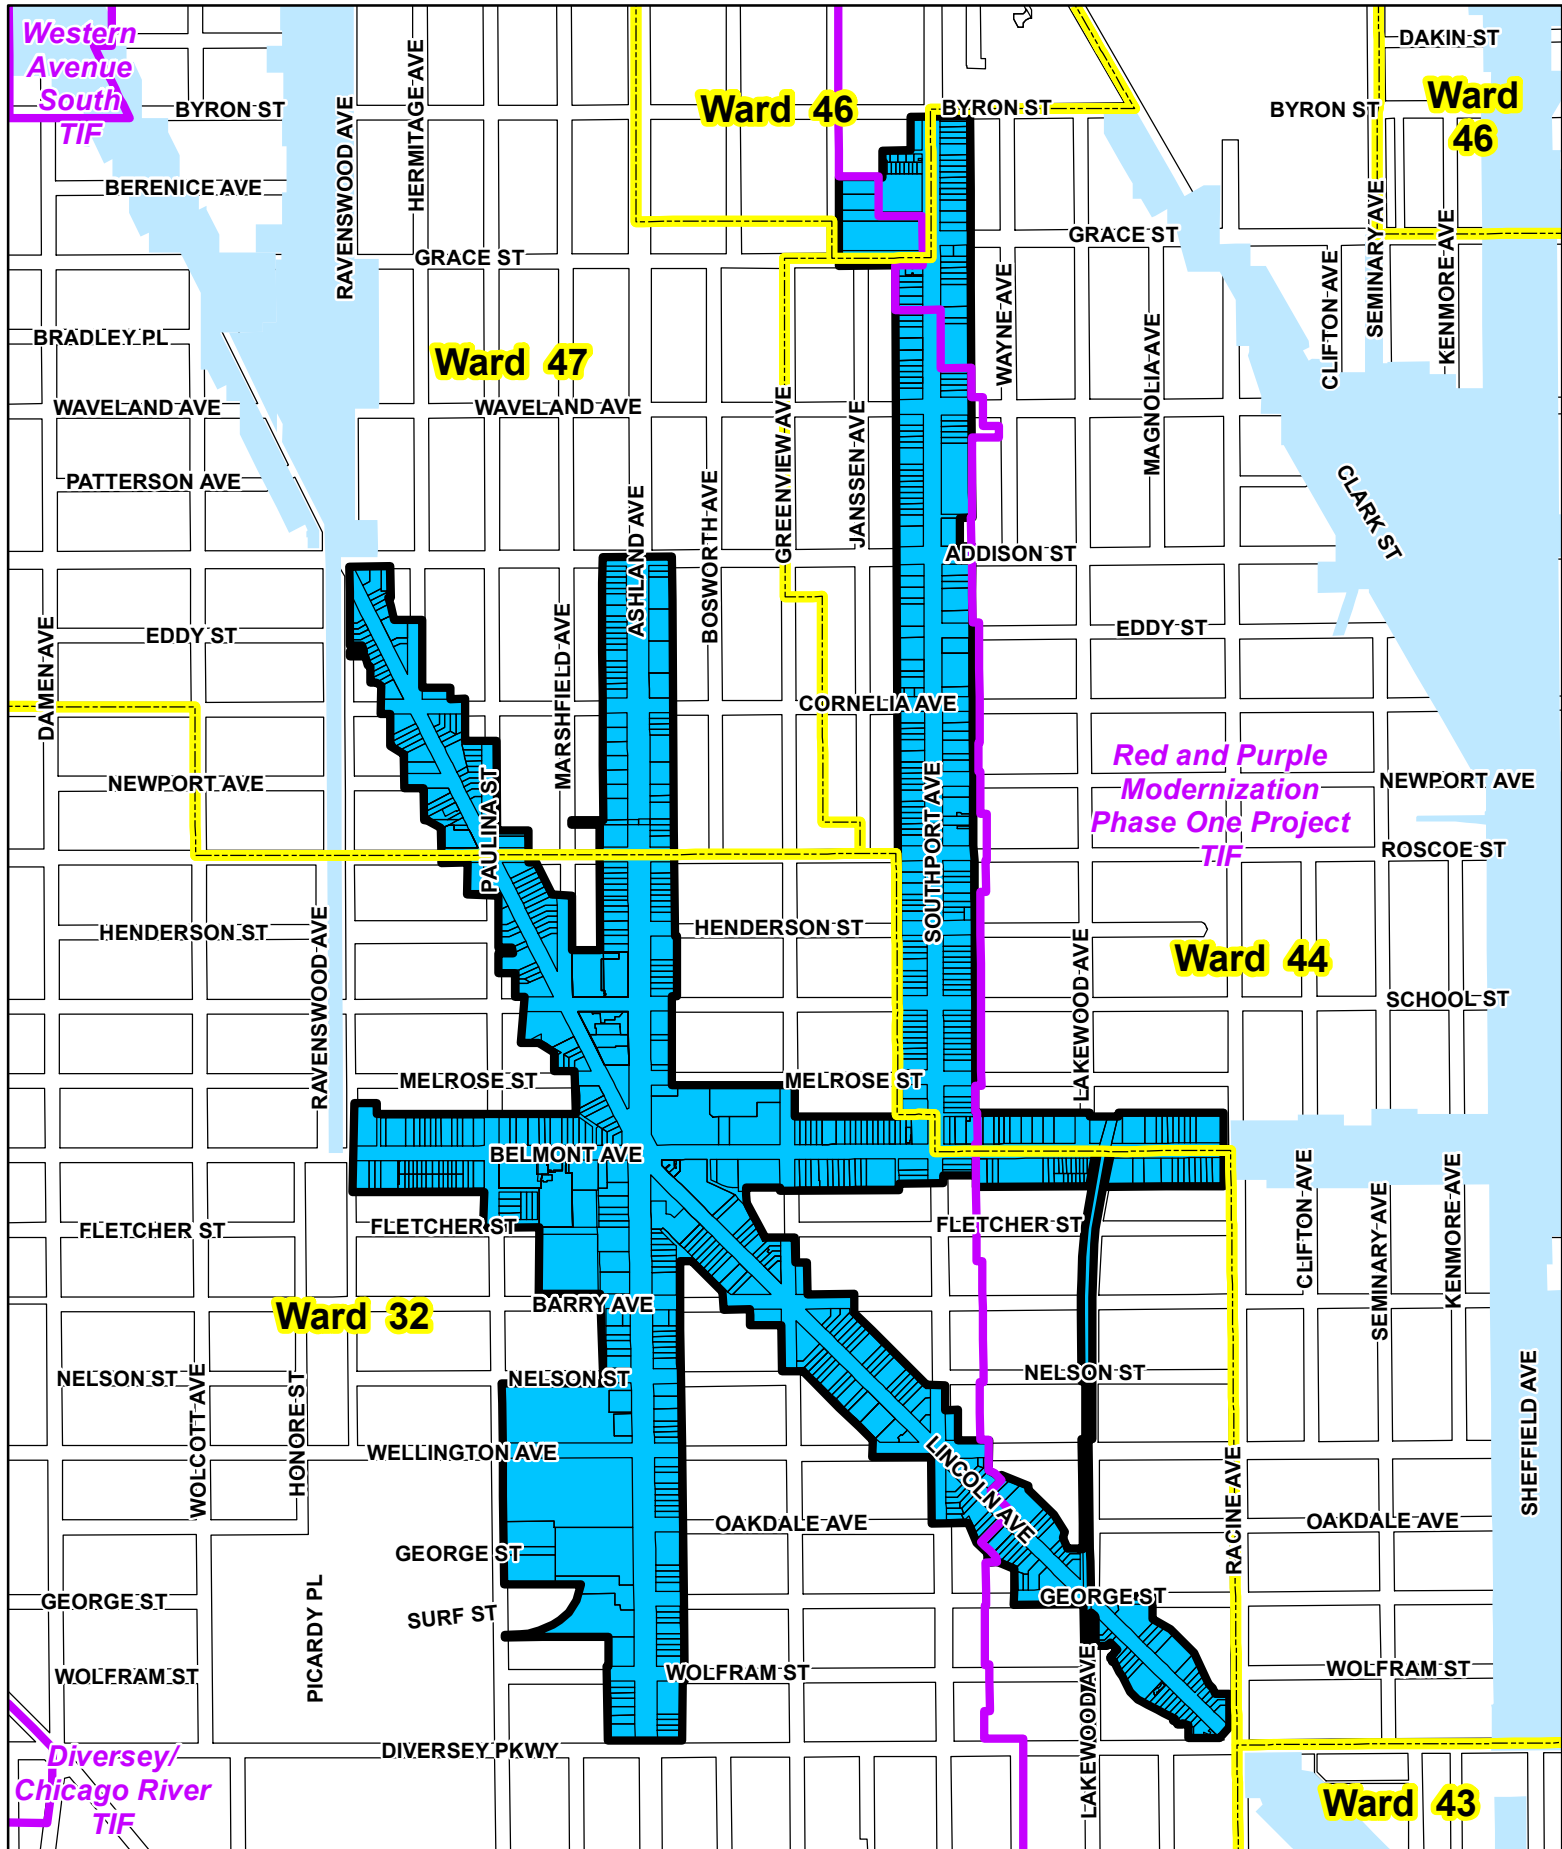 Western
Avenue
South
TIF
DAKIN ST
BYRON ST
Ward 46
BYRON ST
BYRON ST
Ward
46
RAVENSWOOD AVE
HERMITAGE AVE
BERENICE AVE
GRACE ST
GRACE ST
SEMINARY AVE
KENMORE AVE
CLIFTON AVE
WAYNE AVE
MAGNOLIA AVE
BRADLEY PL
Ward 47
WAVELAND AVE
WAVELAND AVE
GREENVIEW AVE
JANSSEN AVE
PATTERSON AVE
ASHLAND AVE
BOSWORTH AVE
CLARK ST
ADDISON ST
DAMEN AVE
EDDY ST
MARSHFIELD AVE
EDDY ST
CORNELIA AVE
NEWPORT AVE
PAULINA ST
SOUTHPORT AVE
Red and Purple
Modernization
Phase One Project
TIF
NEWPORT AVE
ROSCOE ST
HENDERSON ST
RAVENSWOOD AVE
HENDERSON ST
LAKEWOOD AVE
Ward 44
SCHOOL ST
MELROSE ST
MELROSE ST
BELMONT AVE
FLETCHER ST
FLETCHER ST
FLETCHER ST
CLIFTON AVE
SEMINARY AVE
KENMORE AVE
Ward 32
BARRY AVE
NELSON ST
WOLCOTT AVE
HONORE ST
NELSON ST
NELSON ST
SHEFFIELD AVE
WELLINGTON AVE
LINCOLN AVE
RACINE AVE
OAKDALE AVE
OAKDALE AVE
GEORGE ST
GEORGE ST
GEORGE ST
SURF ST
PICARDY PL
WOLFRAM ST
WOLFRAM ST
LAKEWOOD AVE
WOLFRAM ST
DIVERSEY PKWY
Diversey/
Chicago River
TIF
Ward 43